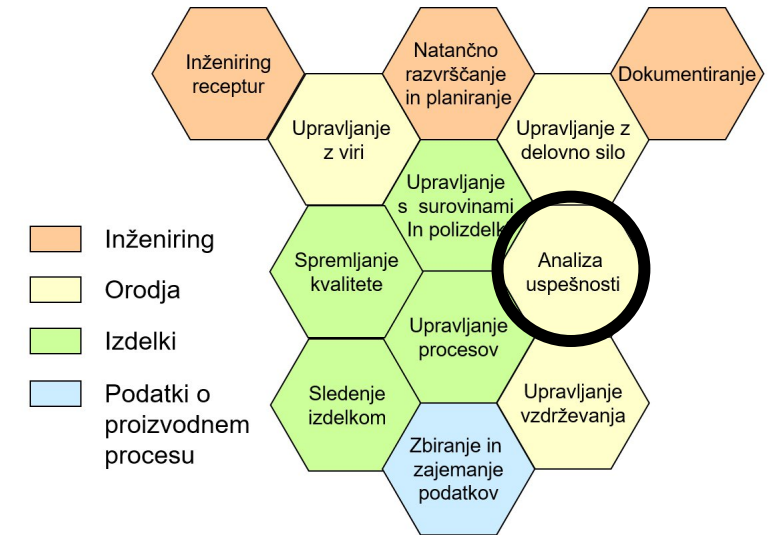 Inženiring
receptur
Natančno
razvrščanje
in planiranje
Dokumentiranje
Upravljanje
z viri
Upravljanje z
delovno silo
Upravljanje
s surovinami
In polizdelk
Spremljanje
kvalitete
Analiza
uspešnosti
Upravljanje
procesov
Sledenje
izdelkom
Upravljanje
vzdrževanja
Zbiranje in
zajemanje
podatkov
Inženiring
Orodja
Izdelki
Podatki o
proizvodnem
procesu